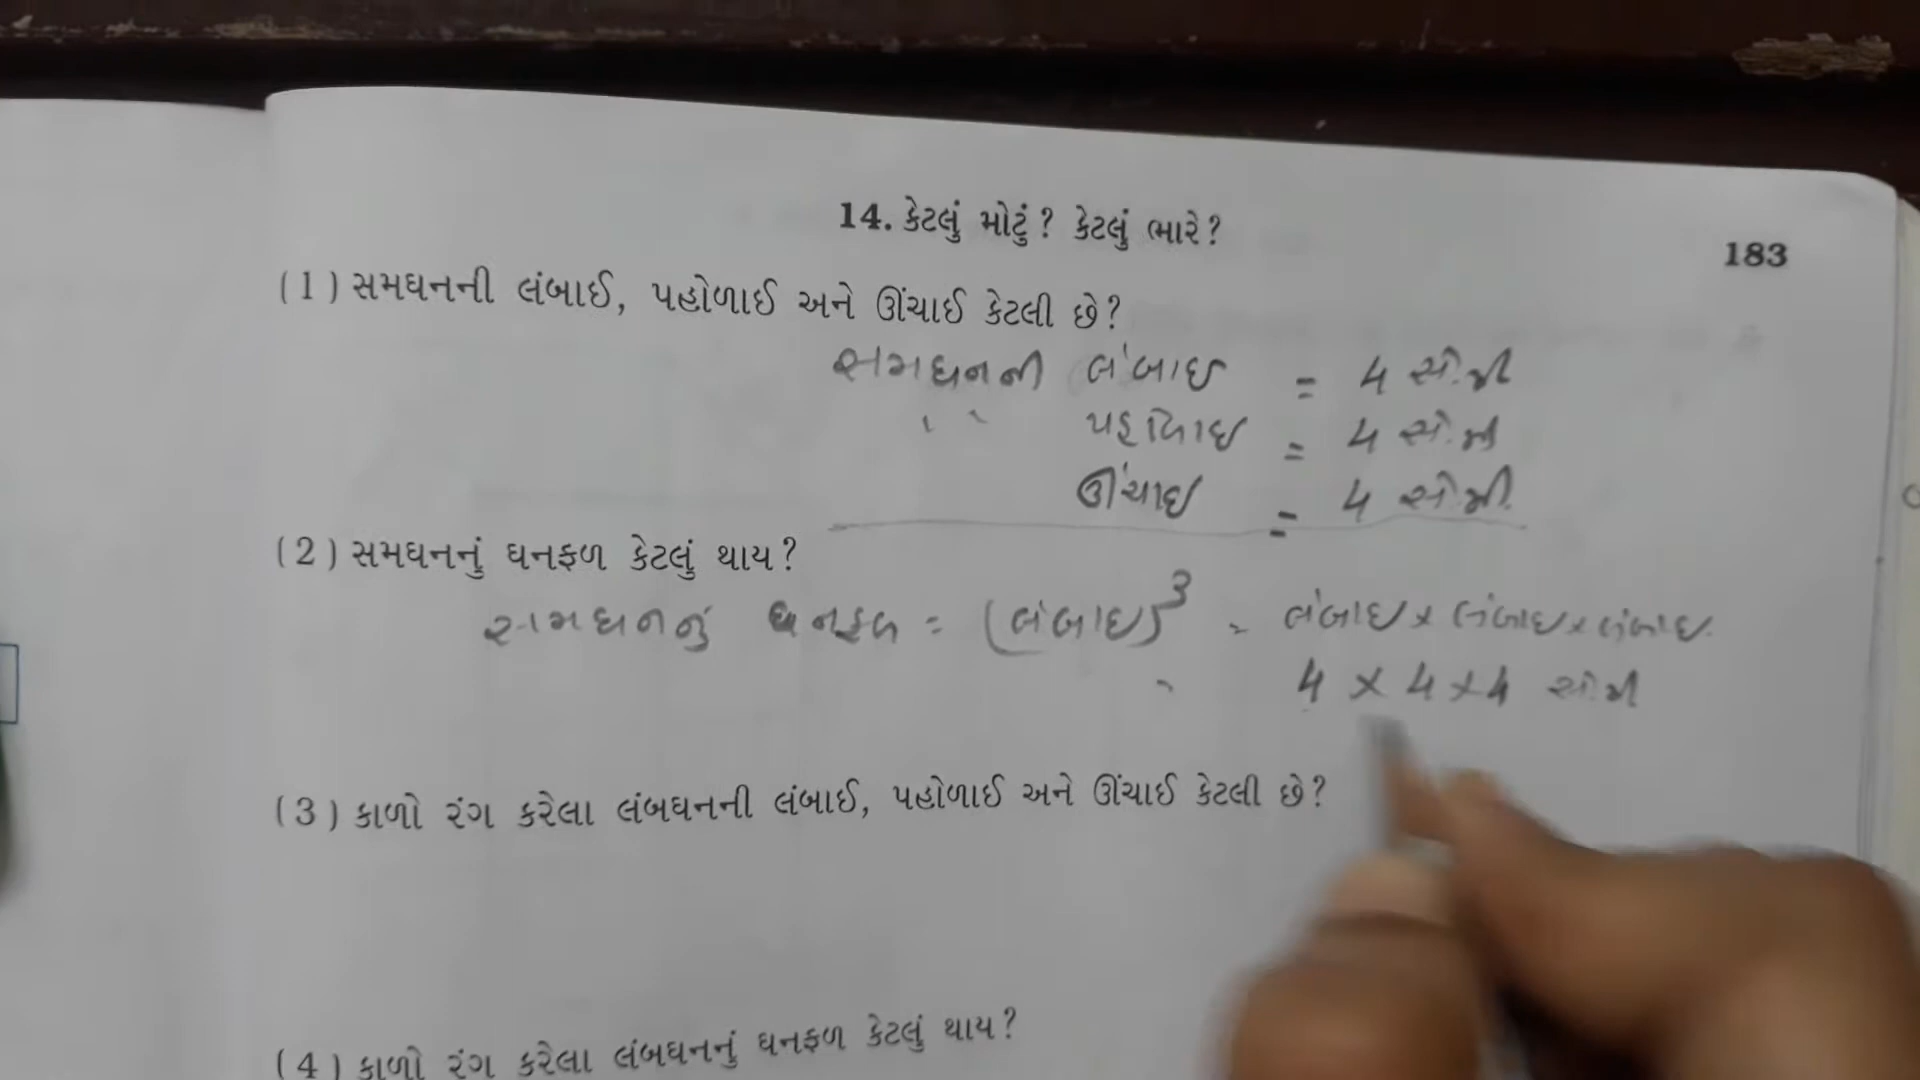 14. કેટલું મોટું ? કેટલું ભારે ?
183
(1) સમઘનની લંબાઈ, પહોળાઈ અને ઊંચાઈ કેટલી છે ?
સમઘનની લંબાઇ = 4 સે.મી
પહોળાઇ = 4 સે.મી
ઊંચાઇ = 4 સે.મી.
(2) સમઘનનું ઘનફળ કેટલું થાય ?
સમઘનનું ઘનફળ = (લંબાઇ)³ = લંબાઇ × લંબાઇ × લંબાઇ
4 × 4 × 4 સે.મી
(3) કાળો રંગ કરેલા લંબઘનની લંબાઈ, પહોળાઈ અને ઊંચાઈ કેટલી છે ?
(4) કાળો રંગ કરેલા લંબઘનનું ઘનફળ કેટલું થાય ?